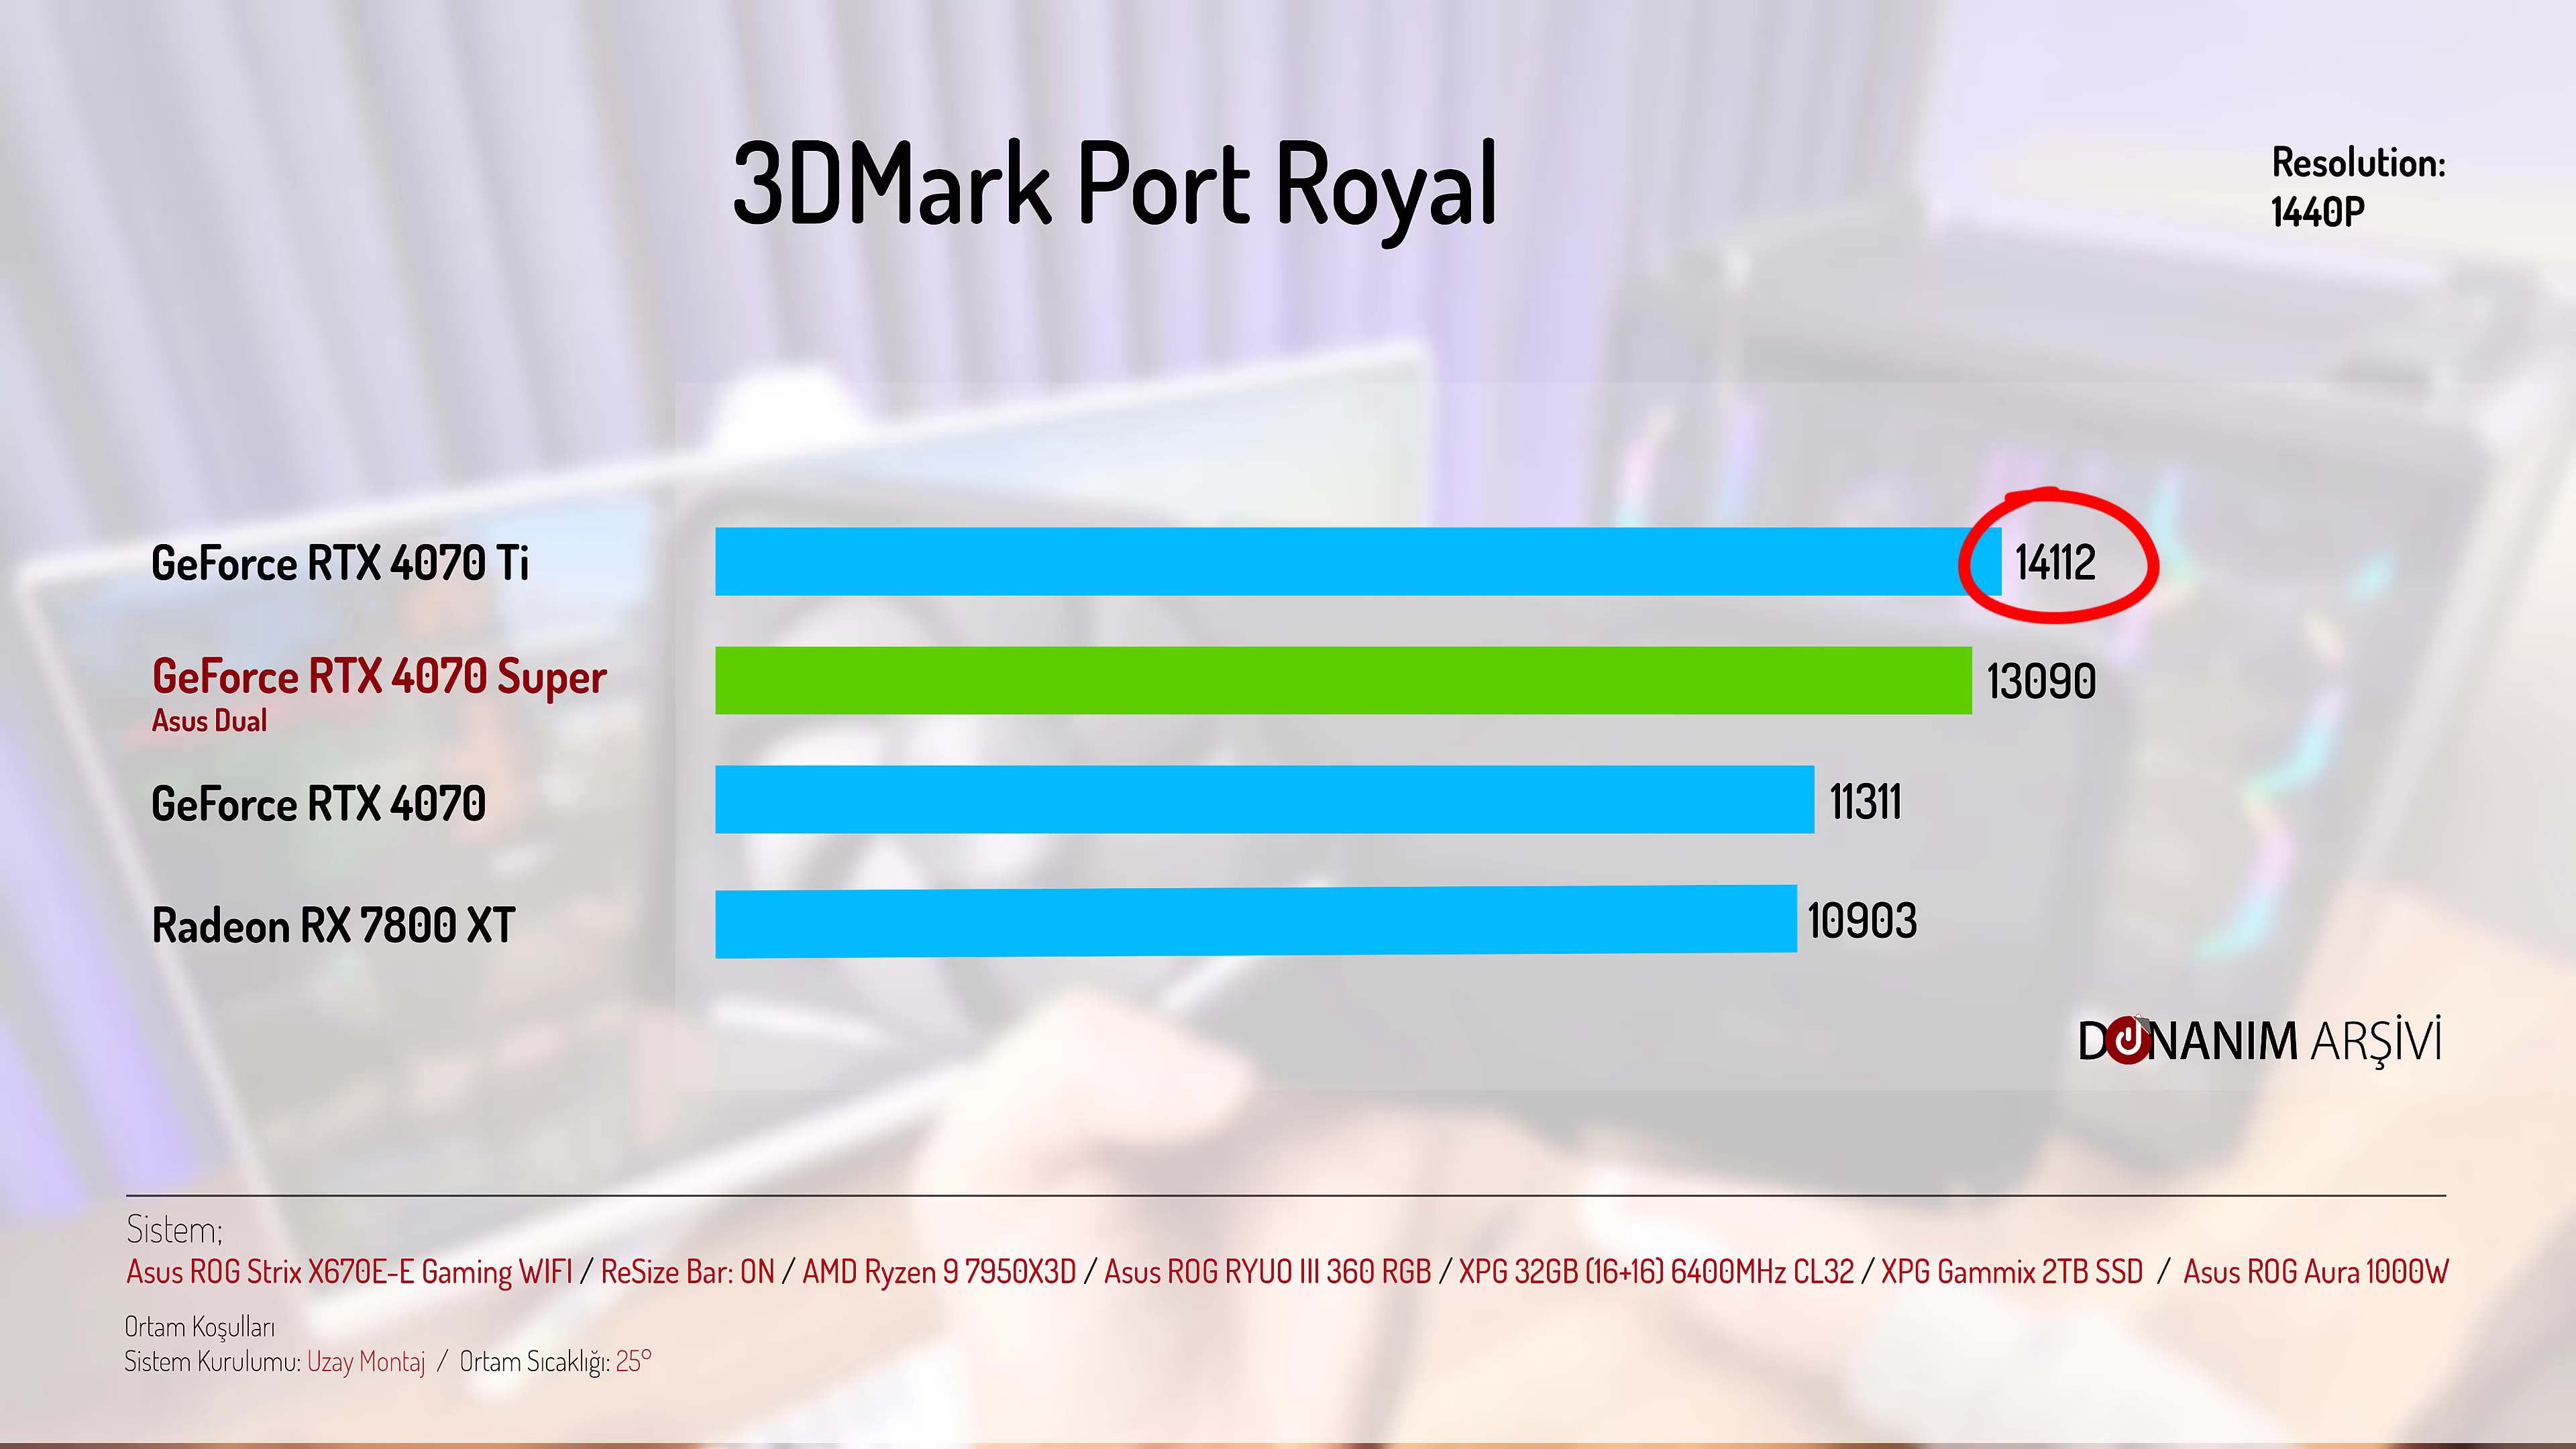 3DMark Port Royal
Resolution:
1440P
GeForce RTX 4070 Ti
14112
GeForce RTX 4070 Super
Asus Dual
13090
GeForce RTX 4070
11311
Radeon RX 7800 XT
10903
DONANIM ARŞİVİ
Sistem;
Asus ROG Strix X670E-E Gaming WIFI / ReSize Bar: ON / AMD Ryzen 9 7950X3D / Asus ROG RYUO III 360 RGB / XPG 32GB (16+16) 6400MHz CL32 / XPG Gammix 2TB SSD / Asus ROG Aura 1000W
Ortam Koşulları
Sistem Kurulumu: Uzay Montaj / Ortam Sıcaklığı: 25°